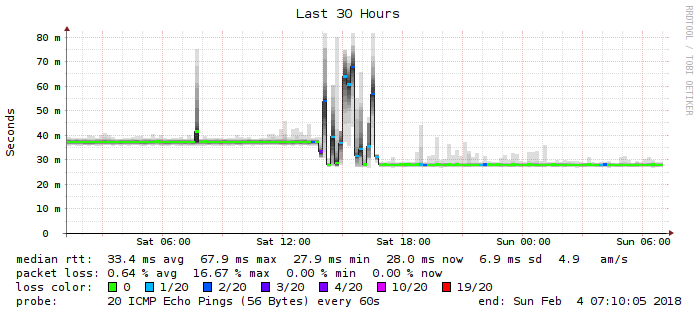 Last 30 Hours
RRDTOOL / TOBI OETIKER
Seconds
80 m
70 m
60 m
50 m
40 m
30 m
20 m
10 m
0
Sat 06:00 Sat 12:00 Sat 18:00 Sun 00:00 Sun 06:00
median rtt: 33.4 ms avg 67.9 ms max 27.9 ms min 28.0 ms now 6.9 ms sd 4.9 am/s
packet loss: 0.64 % avg 16.67 % max 0.00 % min 0.00 % now
loss color: 0 1/20 2/20 3/20 4/20 10/20 19/20
probe: 20 ICMP Echo Pings (56 Bytes) every 60s end: Sun Feb 4 07:10:05 2018